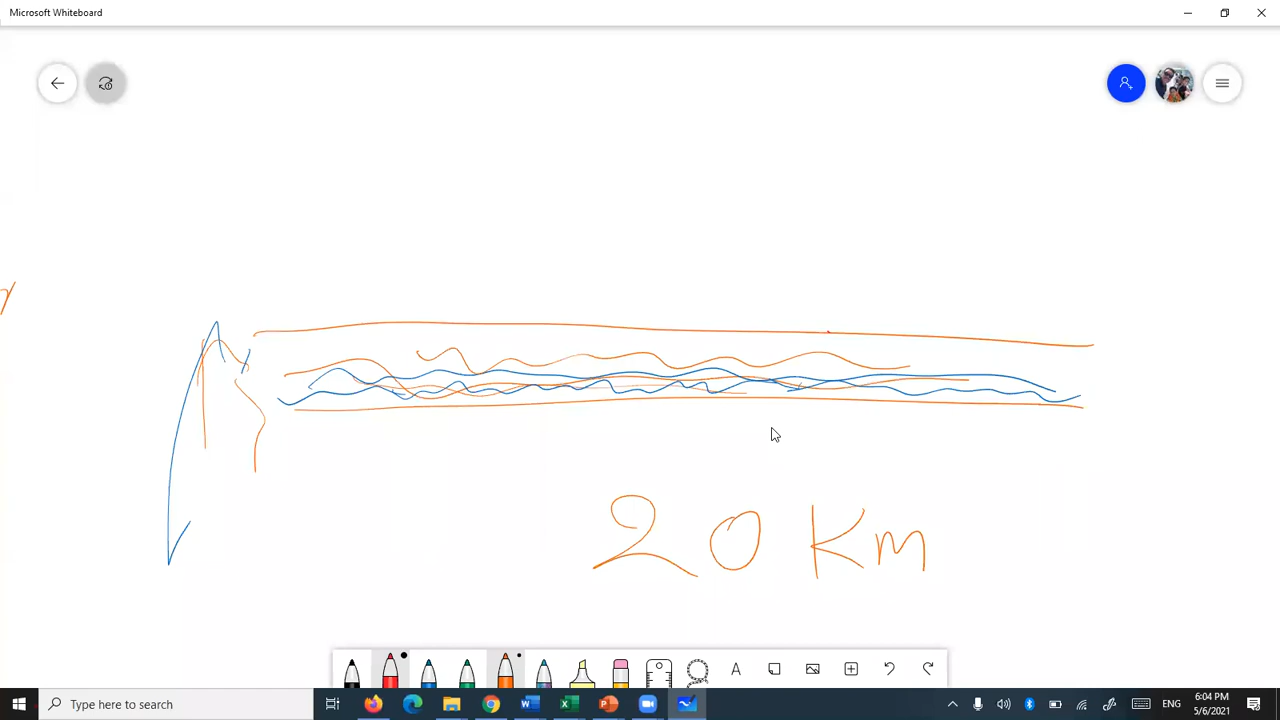 Microsoft Whiteboard
20 Km
A
Type here to search
ENG
6:04 PM
5/6/2021